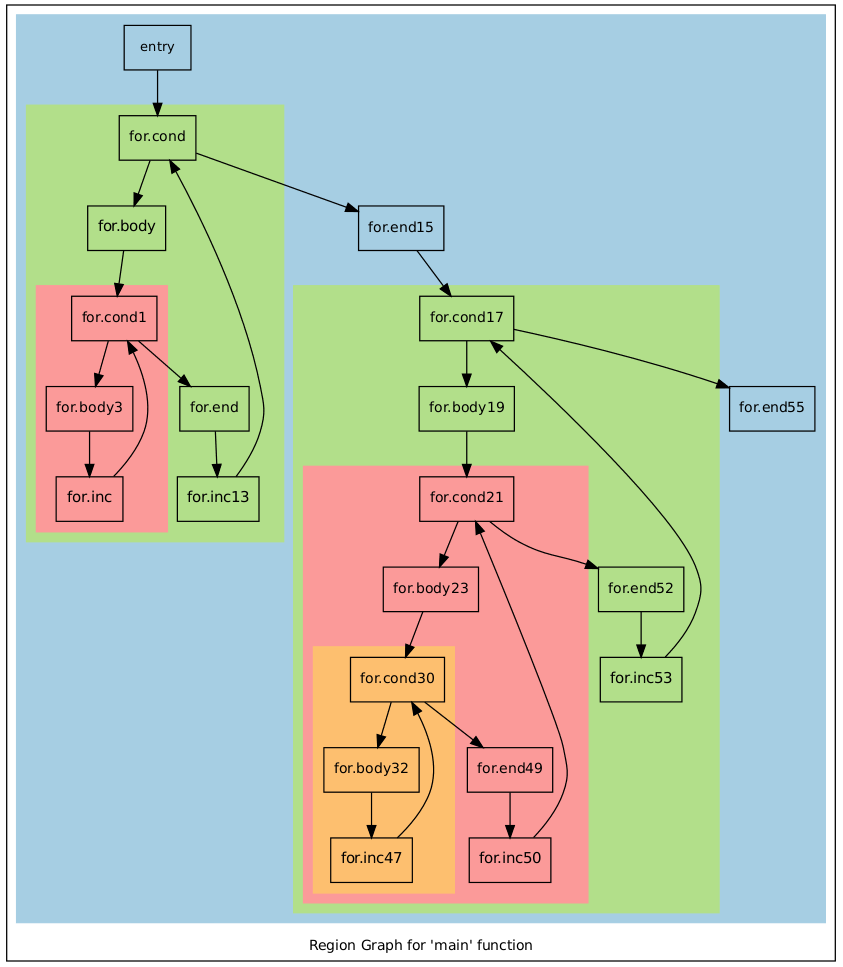 entry
for.cond
for.body
for.end15
for.cond1
for.cond17
for.body3
for.end
for.body19
for.end55
for.inc
for.inc13
for.cond21
for.body23
for.end52
for.cond30
for.inc53
for.body32
for.end49
for.inc47
for.inc50
Region Graph for 'main' function